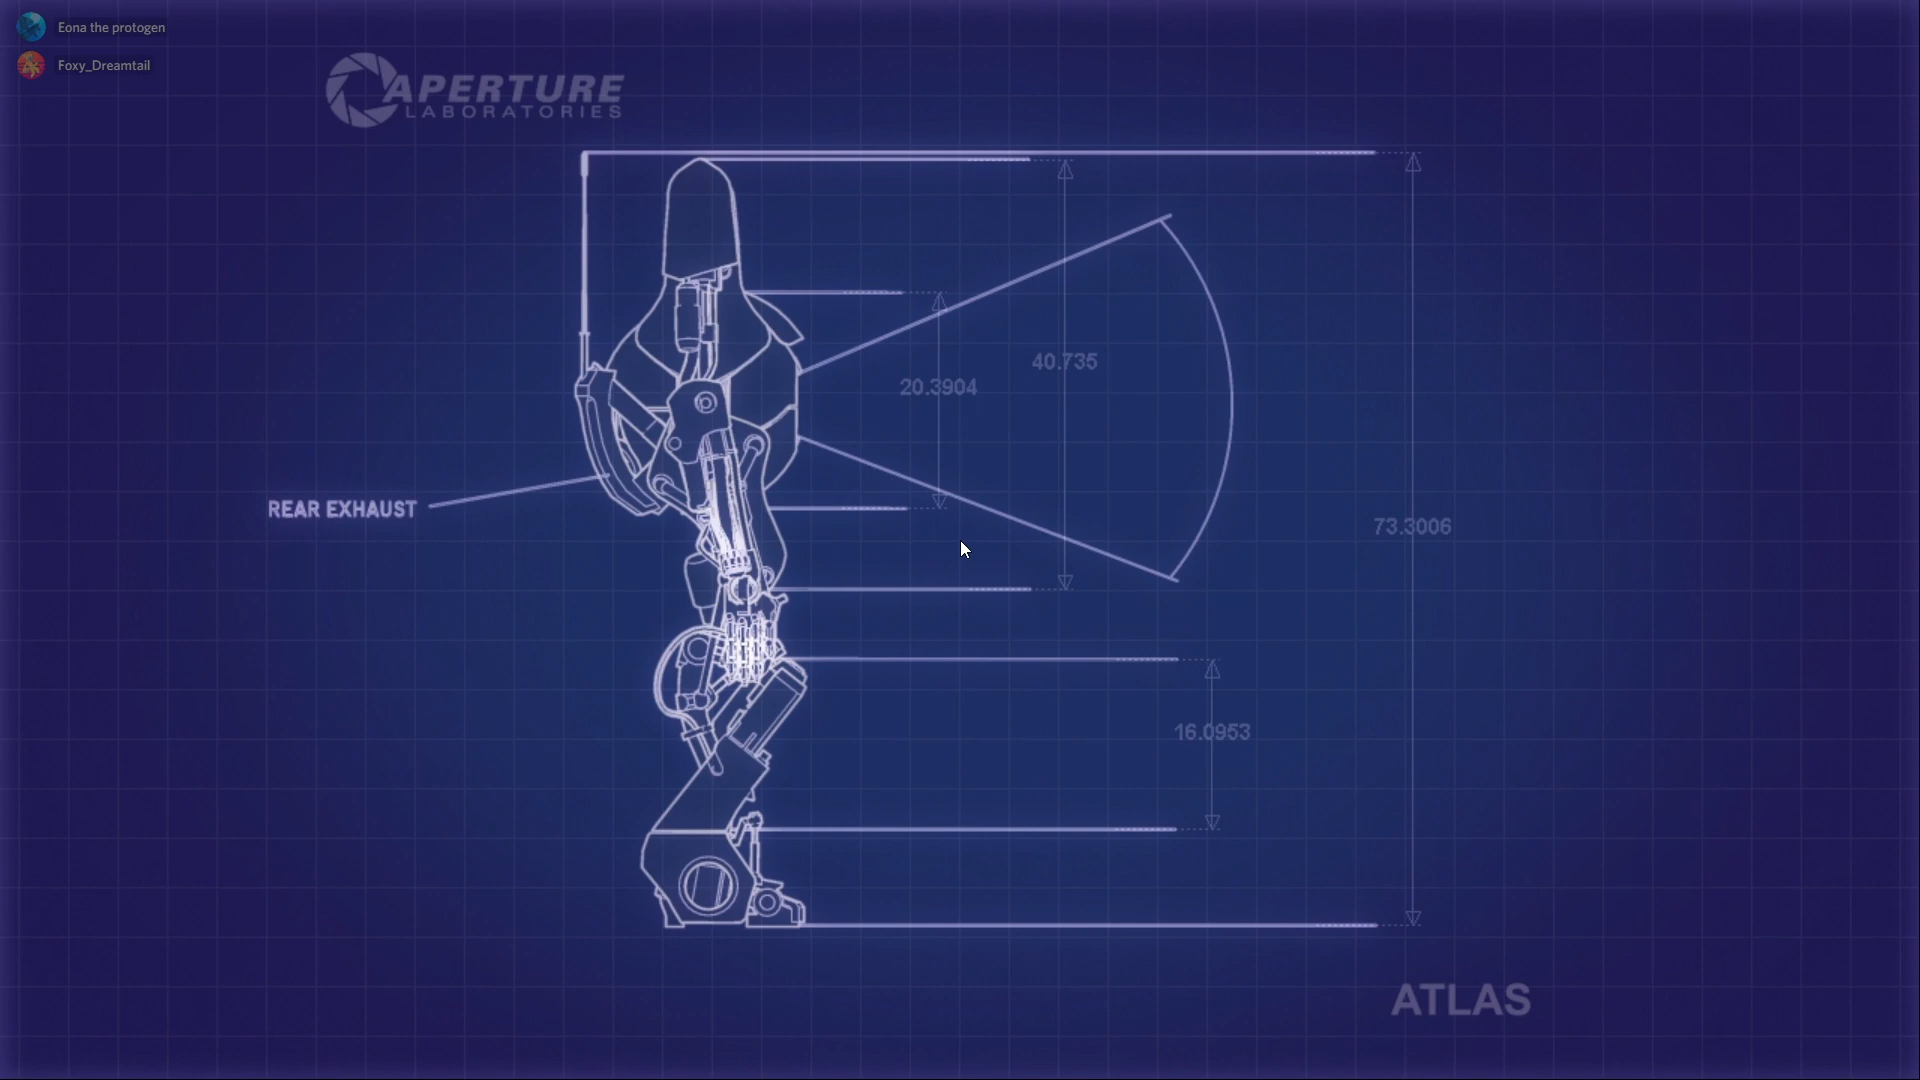 Eona the protogen
Foxy_Dreamtail
APERTURE
LABORATORIES
40.735
20.3904
REAR EXHAUST
73.3006
16.0953
ATLAS